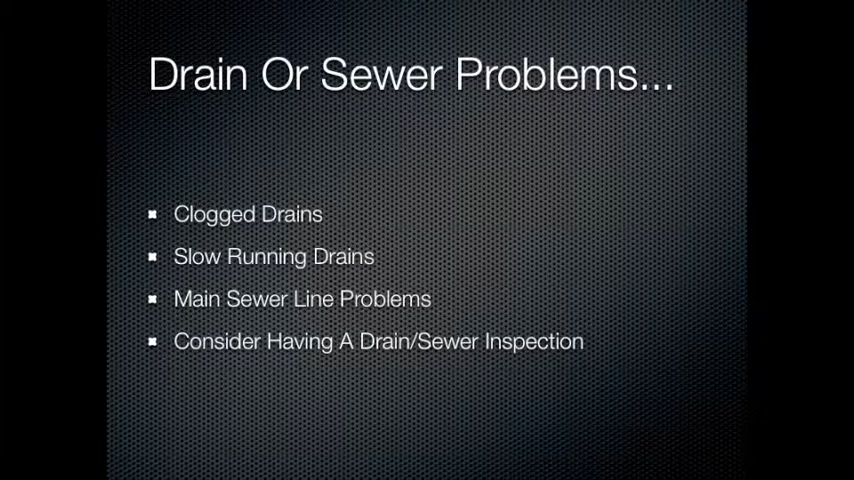 Drain Or Sewer Problems...
Clogged Drains
Slow Running Drains
Main Sewer Line Problems
Consider Having A Drain/Sewer Inspection